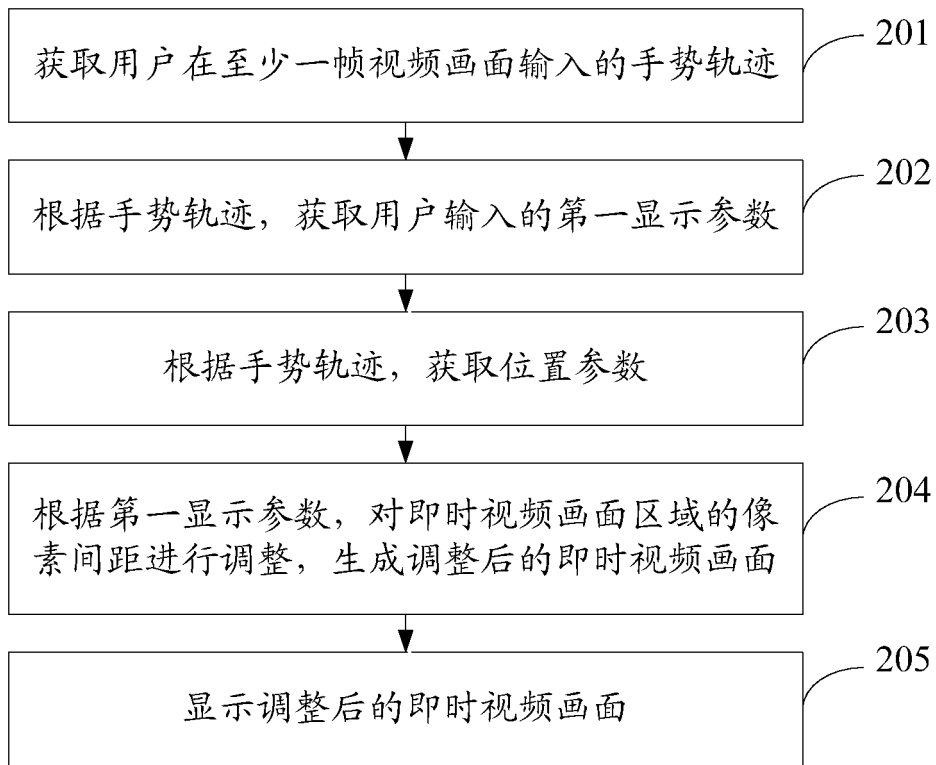 获取用户在至少一帧视频画面输入的手势轨迹
201
根据手势轨迹，获取用户输入的第一显示参数
202
根据手势轨迹，获取位置参数
203
根据第一显示参数，对即时视频画面区域的像
素间距进行调整，生成调整后的即时视频画面
204
显示调整后的即时视频画面
205